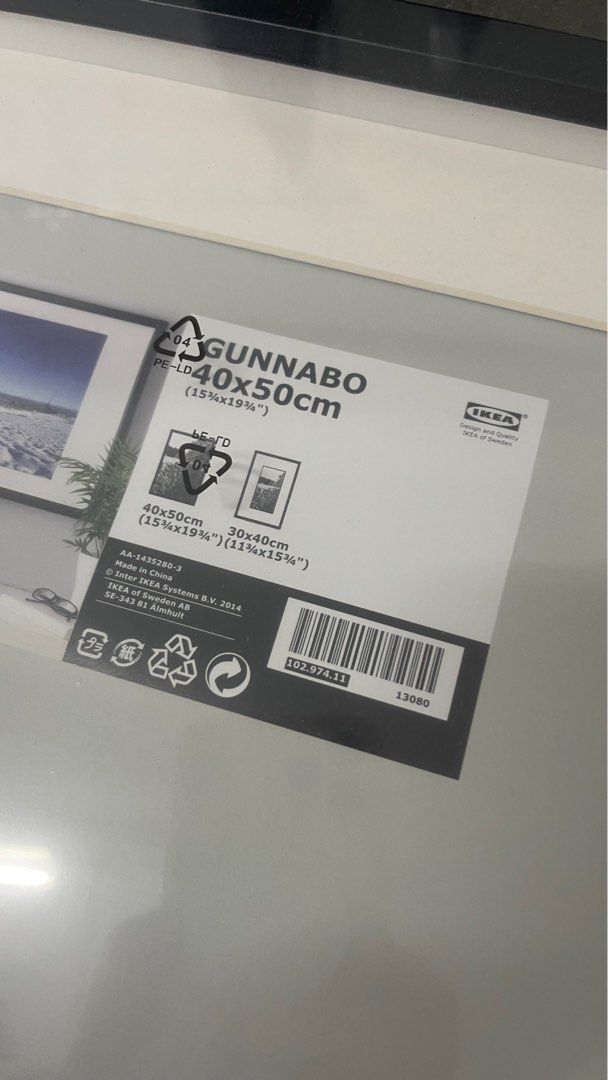 04
PE-LD
GUNNABO
40x50cm
(15¾x19¾")
IKEA
Design and Quality
IKEA of Sweden
PE-LD
04
40x50cm
(15¾x19¾")
30x40cm
(11¾x15¾")
AA-1435280-3
Made in China
© Inter IKEA Systems B.V. 2014
IKEA of Sweden AB
SE-343 81 Älmhult
プラ
紙
102.974.11
13080